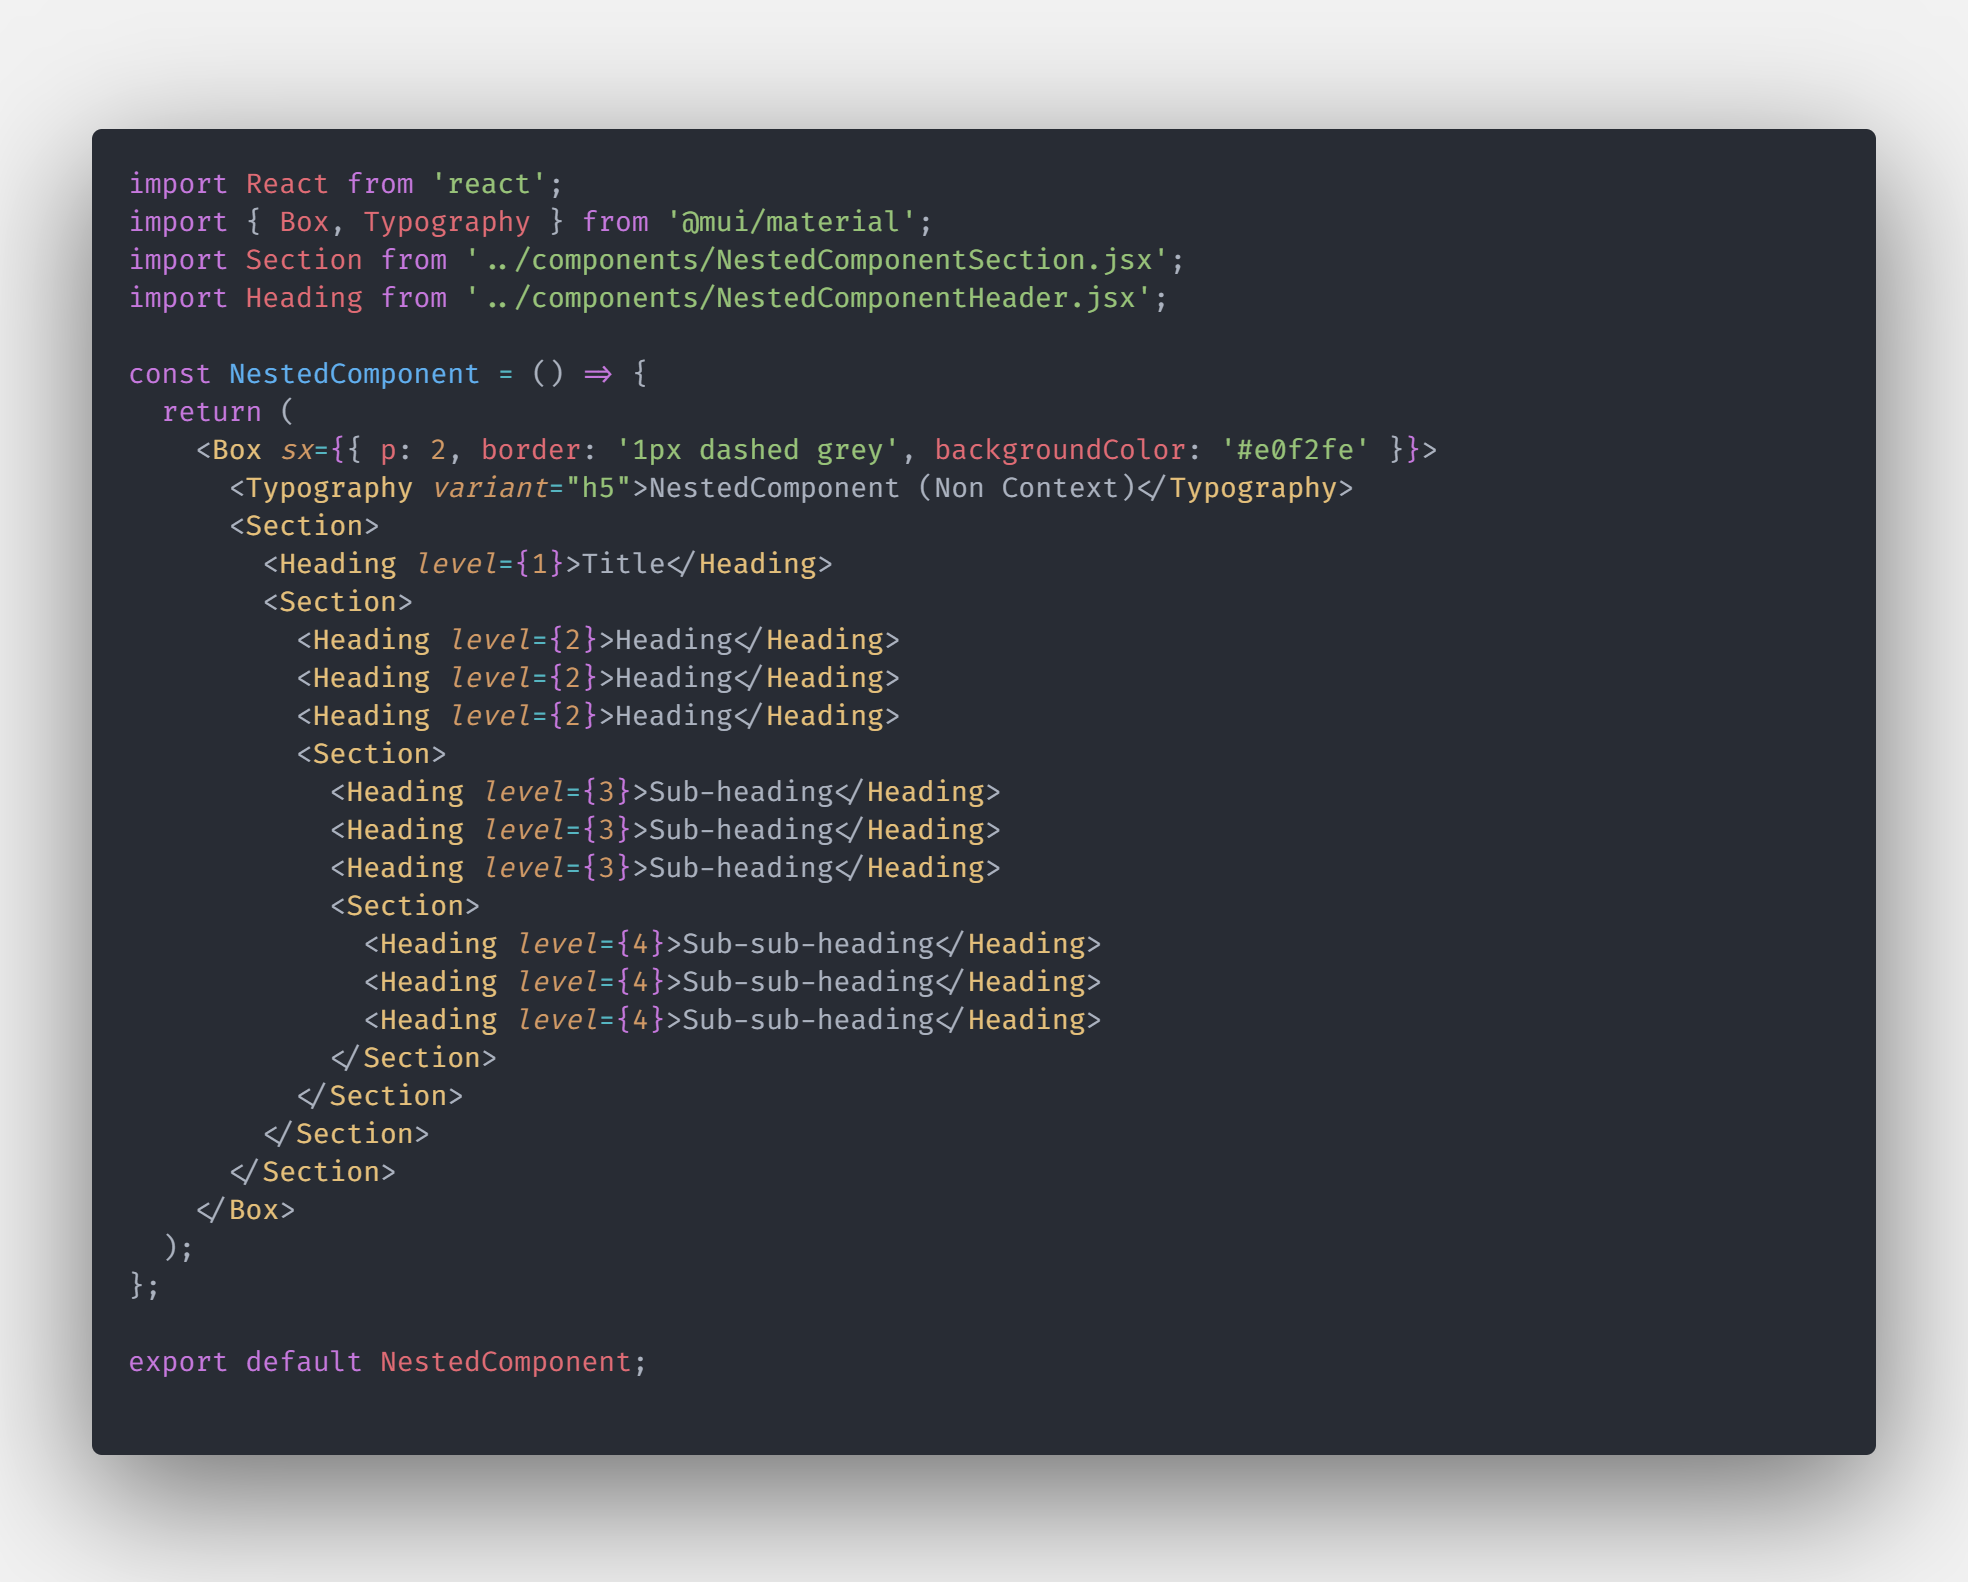 import React from 'react';
import { Box, Typography } from '@mui/material';
import Section from '../components/NestedComponentSection.jsx';
import Heading from '../components/NestedComponentHeader.jsx';

const NestedComponent = () => {
  return (
    <Box sx={{ p: 2, border: '1px dashed grey', backgroundColor: '#e0f2fe' }}>
      <Typography variant="h5">NestedComponent (Non Context)</Typography>
      <Section>
        <Heading level={1}>Title</Heading>
        <Section>
          <Heading level={2}>Heading</Heading>
          <Heading level={2}>Heading</Heading>
          <Heading level={2}>Heading</Heading>
          <Section>
            <Heading level={3}>Sub-heading</Heading>
            <Heading level={3}>Sub-heading</Heading>
            <Heading level={3}>Sub-heading</Heading>
            <Section>
              <Heading level={4}>Sub-sub-heading</Heading>
              <Heading level={4}>Sub-sub-heading</Heading>
              <Heading level={4}>Sub-sub-heading</Heading>
            </Section>
          </Section>
        </Section>
      </Section>
    </Box>
  );
};

export default NestedComponent;